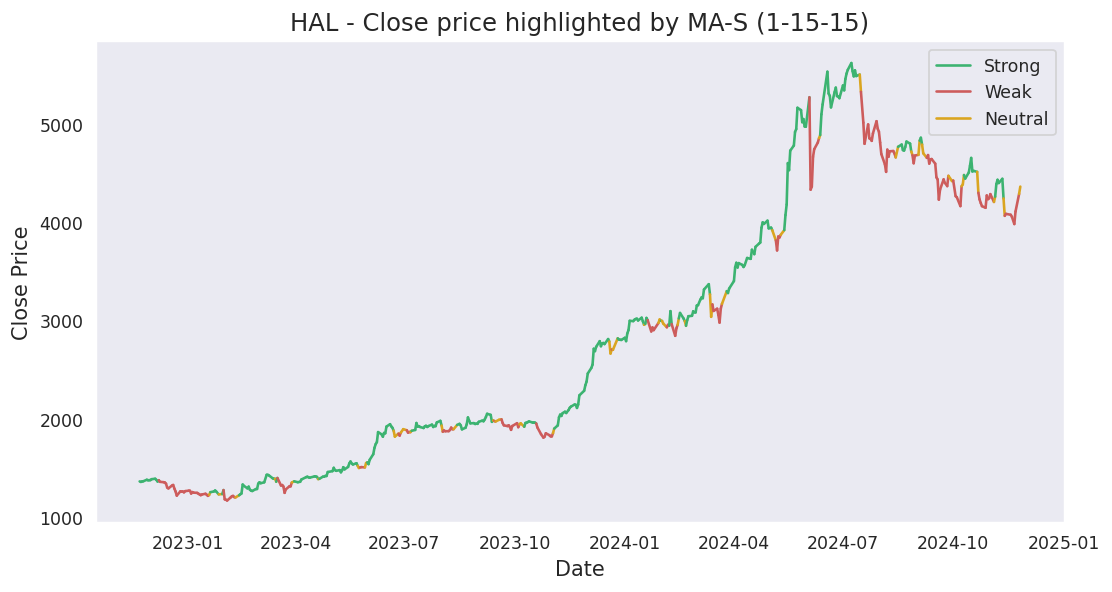 HAL - Close price highlighted by MA-S (1-15-15)
Strong
Weak
Neutral
Close Price
5000
4000
3000
2000
1000
2023-01 2023-04 2023-07 2023-10 2024-01 2024-04 2024-07 2024-10 2025-01
Date